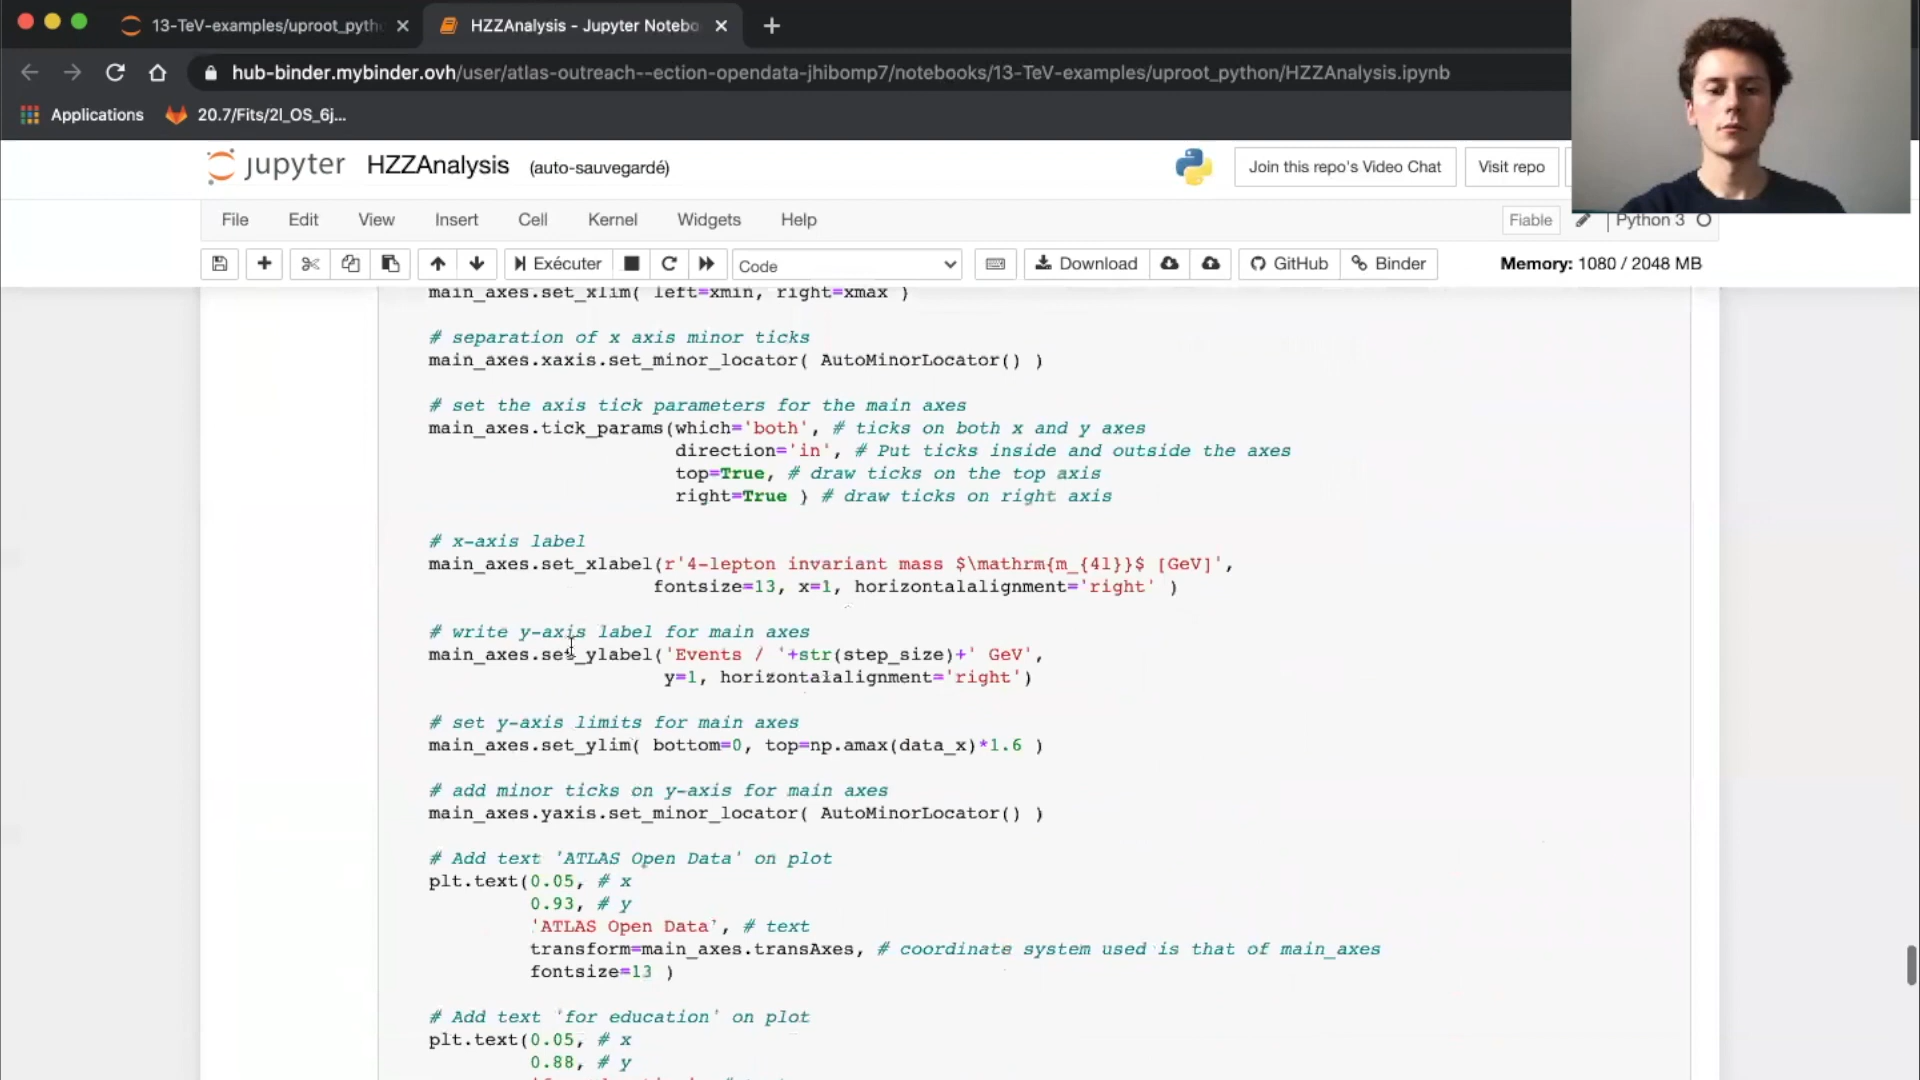 13-TeV-examples/uproot_pyth
HZZAnalysis - Jupyter Notebo
hub-binder.mybinder.ovh/user/atlas-outreach--ection-opendata-jhibomp7/notebooks/13-TeV-examples/uproot_python/HZZAnalysis.ipynb
Applications 20.7/Fits/2l_OS_6j...
jupyter HZZAnalysis (auto-sauvegardé) Join this repo's Video Chat Visit repo
File Edit View Insert Cell Kernel Widgets Help Fiable Python 3
Exécuter Code Download GitHub Binder Memory: 1080 / 2048 MB
main_axes.set_xlim( left=xmin, right=xmax )
# separation of x axis minor ticks
main_axes.xaxis.set_minor_locator( AutoMinorLocator() )
# set the axis tick parameters for the main axes
main_axes.tick_params(which='both', # ticks on both x and y axes
direction='in', # Put ticks inside and outside the axes
top=True, # draw ticks on the top axis
right=True ) # draw ticks on right axis
# x-axis label
main_axes.set_xlabel(r'4-lepton invariant mass $\mathrm{m_{4l}}$ [GeV]',
fontsize=13, x=1, horizontalalignment='right' )
# write y-axis label for main axes
main_axes.set_ylabel('Events / '+str(step_size)+' GeV',
y=1, horizontalalignment='right')
# set y-axis limits for main axes
main_axes.set_ylim( bottom=0, top=np.amax(data_x)*1.6 )
# add minor ticks on y-axis for main axes
main_axes.yaxis.set_minor_locator( AutoMinorLocator() )
# Add text 'ATLAS Open Data' on plot
plt.text(0.05, # x
0.93, # y
'ATLAS Open Data', # text
transform=main_axes.transAxes, # coordinate system used is that of main_axes
fontsize=13 )
# Add text 'for education' on plot
plt.text(0.05, # x
0.88, # y